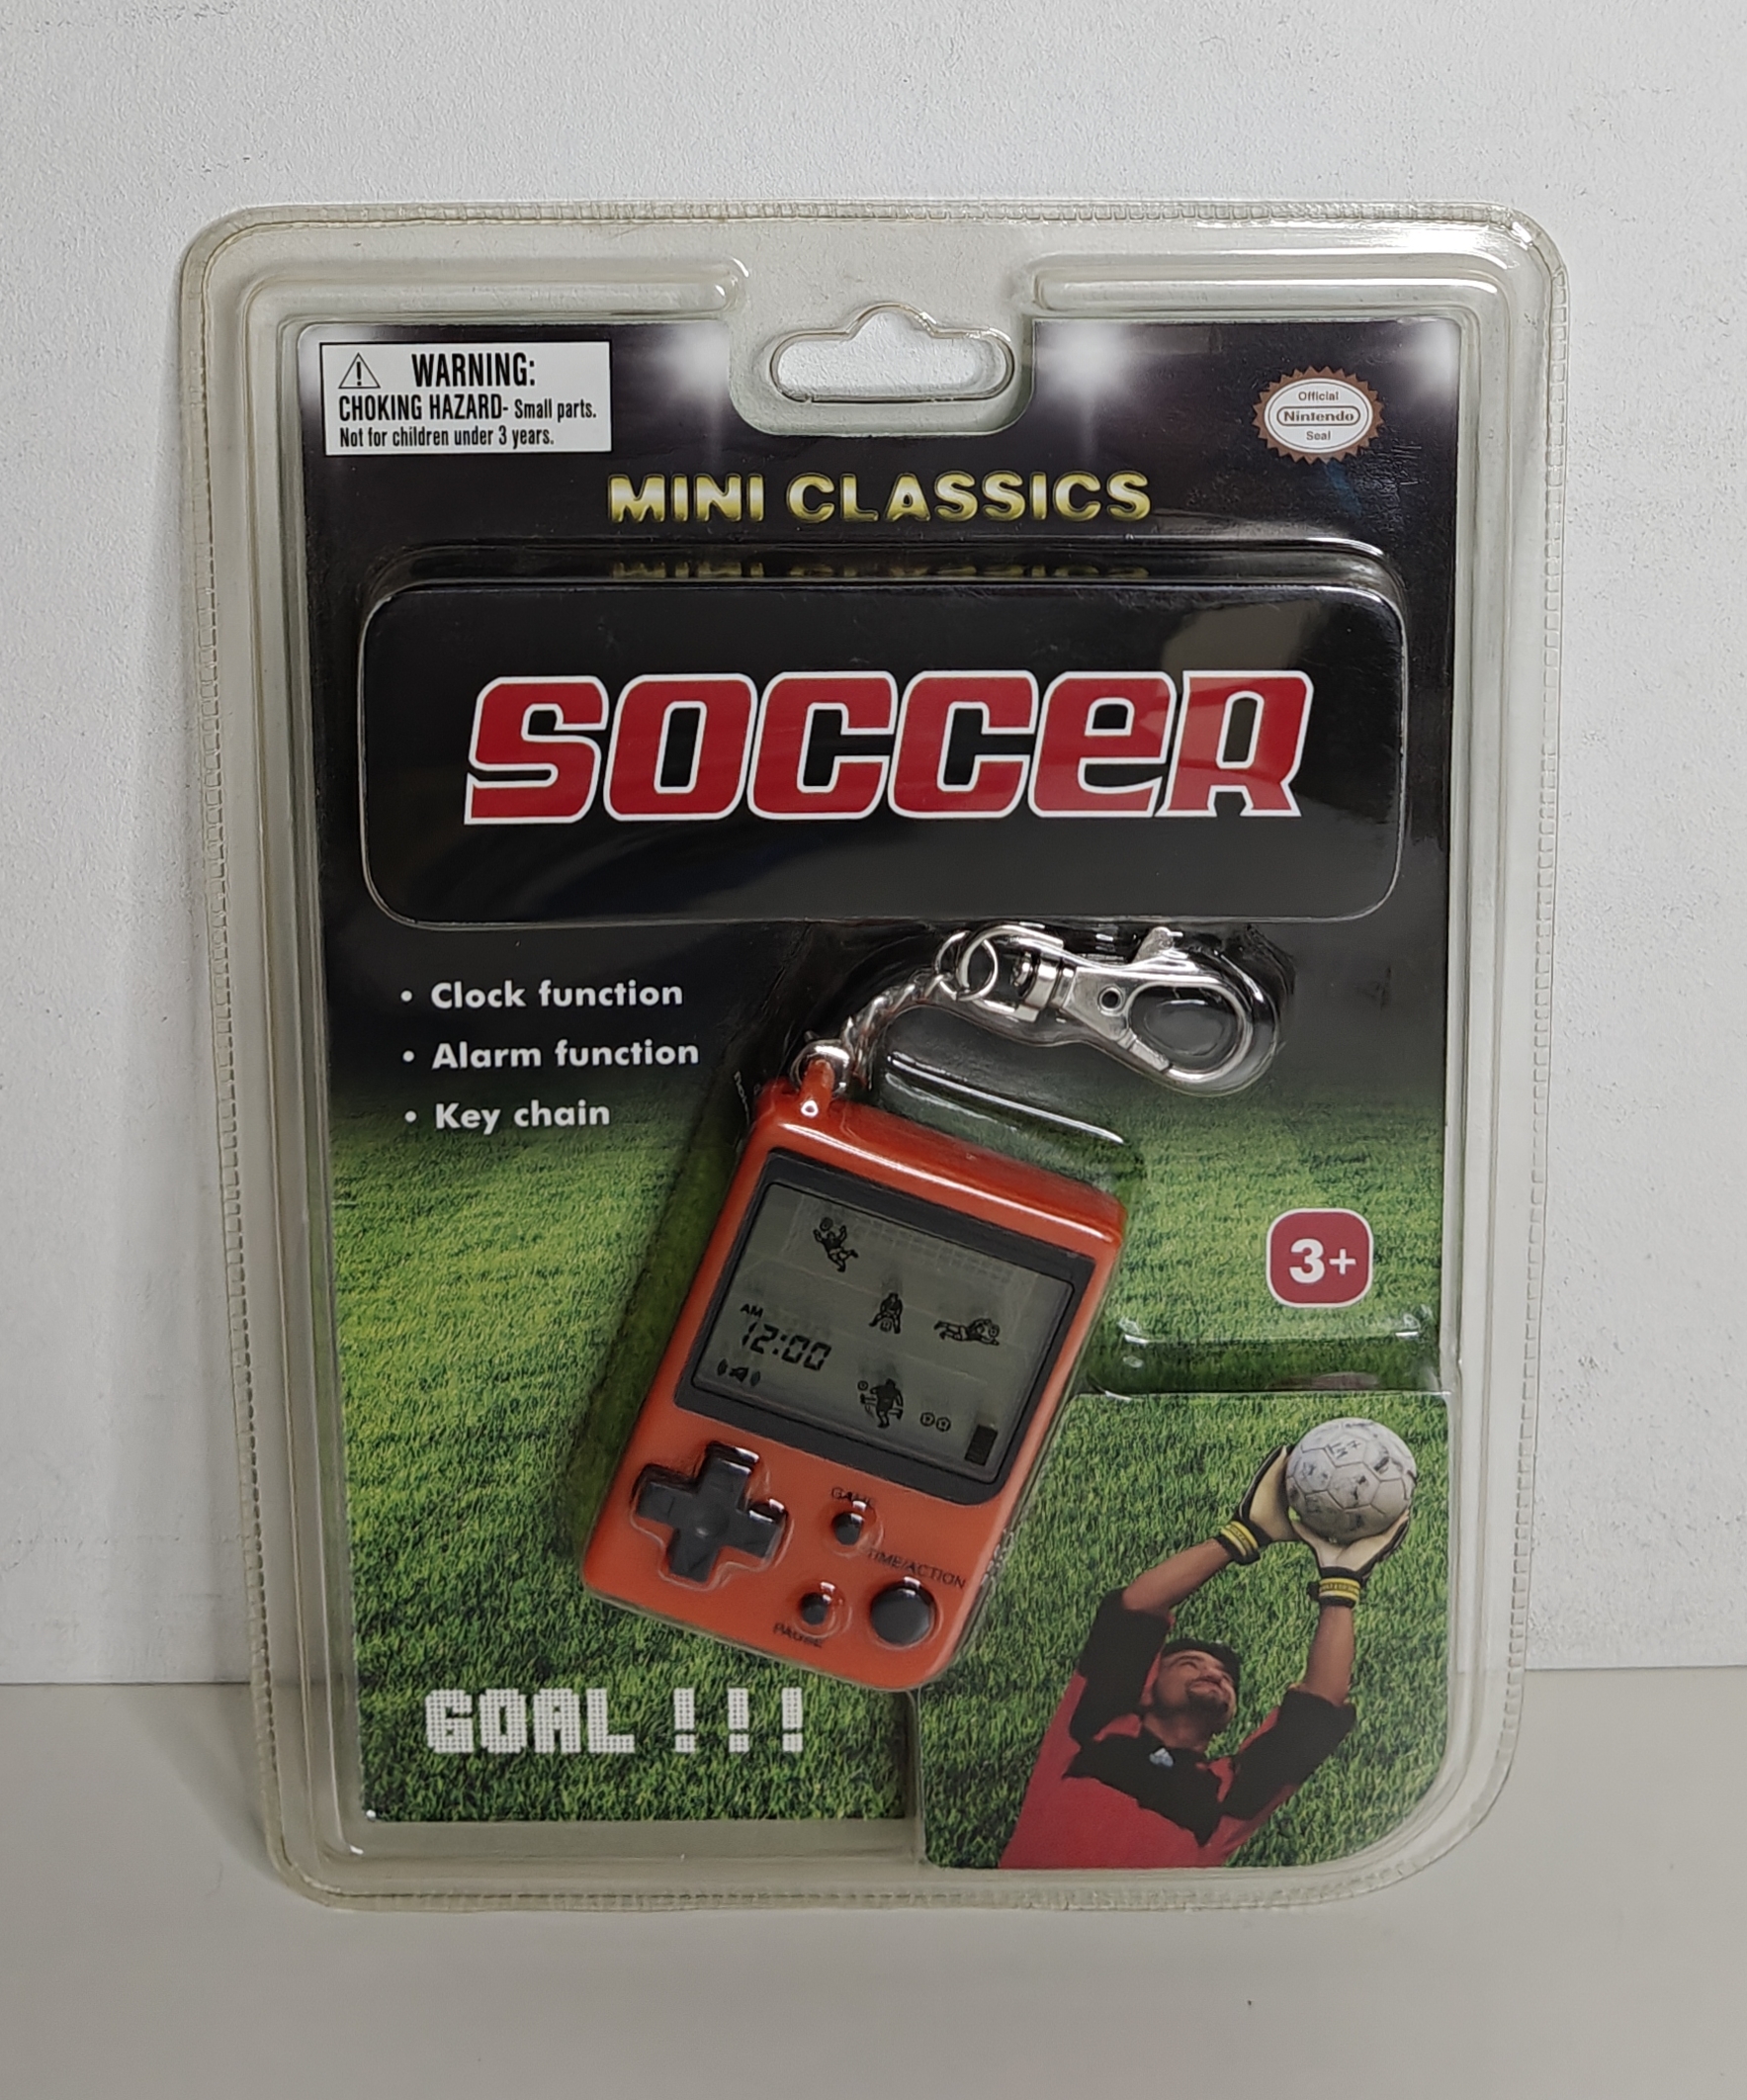 WARNING:
CHOKING HAZARD- Small parts.
Not for children under 3 years.
Official
Nintendo
Seal
MINI CLASSICS
SOCCER
• Clock function
• Alarm function
• Key chain
3+
AM
12:00
GAME
TIME/ACTION
PAUSE
GOAL!!!